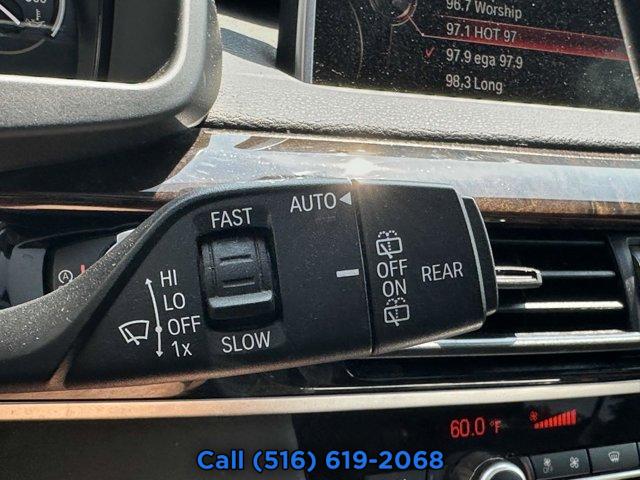 98.7 Worship
97.1 HOT 97
97.9 ega 97.9
98.3 Long
AUTO
FAST
HI
LO
OFF
1x
SLOW
OFF
ON
REAR
60.0 °F
Call (516) 619-2068